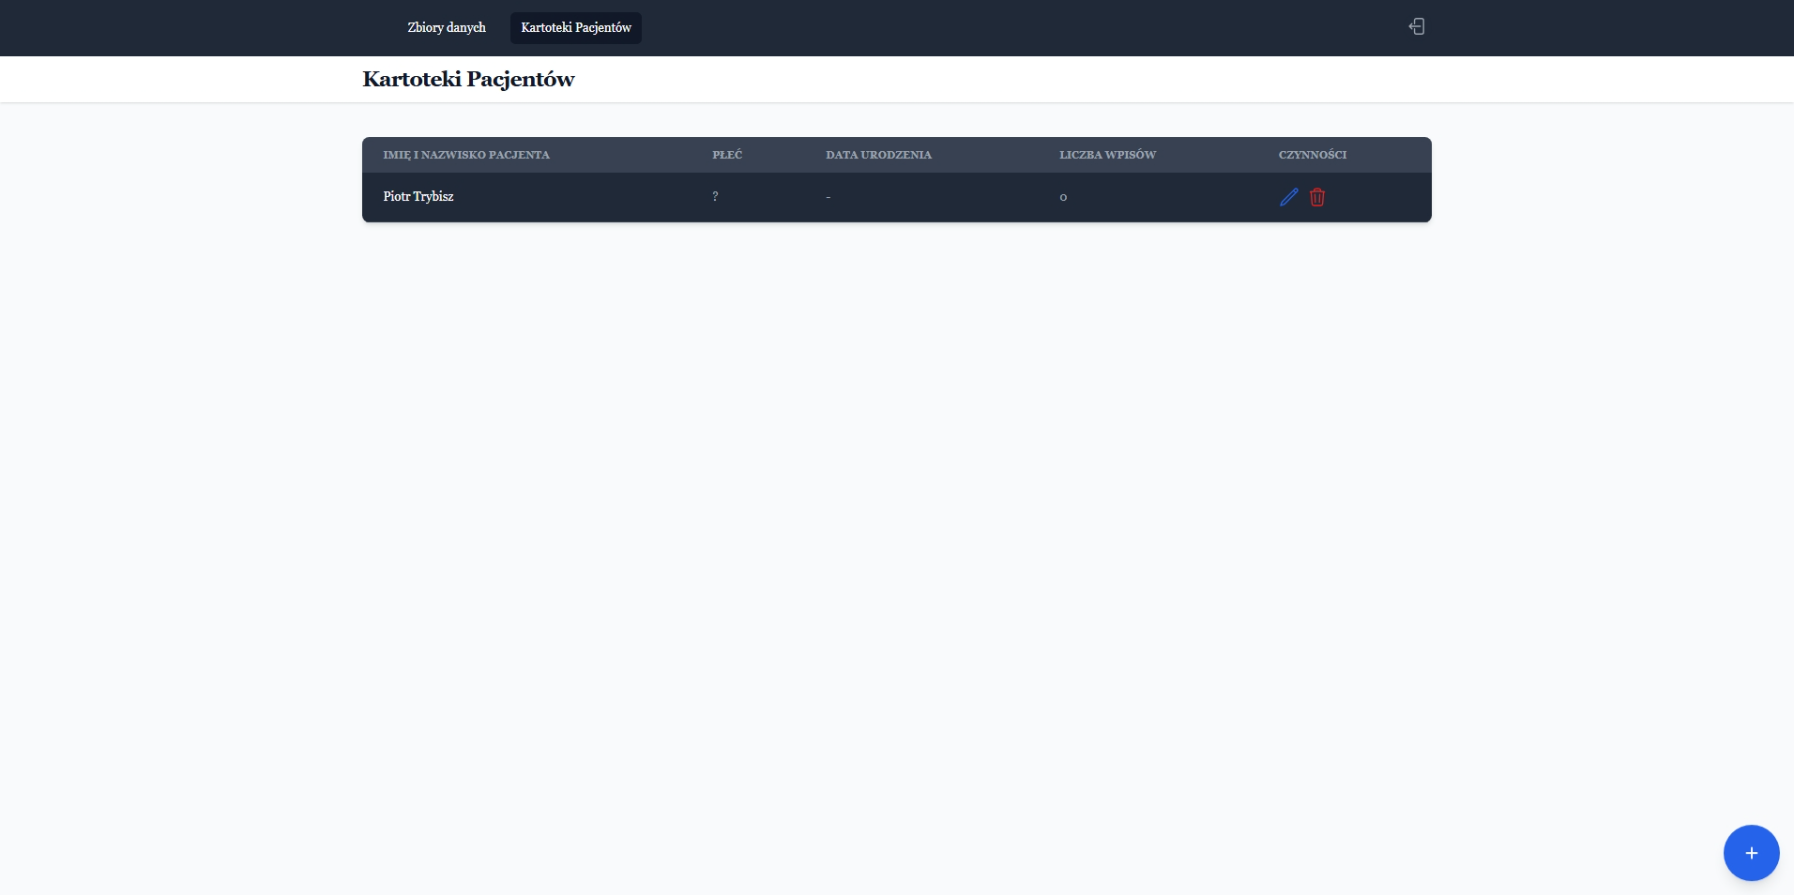 Zbiory danych Kartoteki Pacjentów
Kartoteki Pacjentów
IMIĘ I NAZWISKO PACJENTA PŁEĆ DATA URODZENIA LICZBA WPISÓW CZYNNOŚCI
Piotr Trybisz ? - 0
+